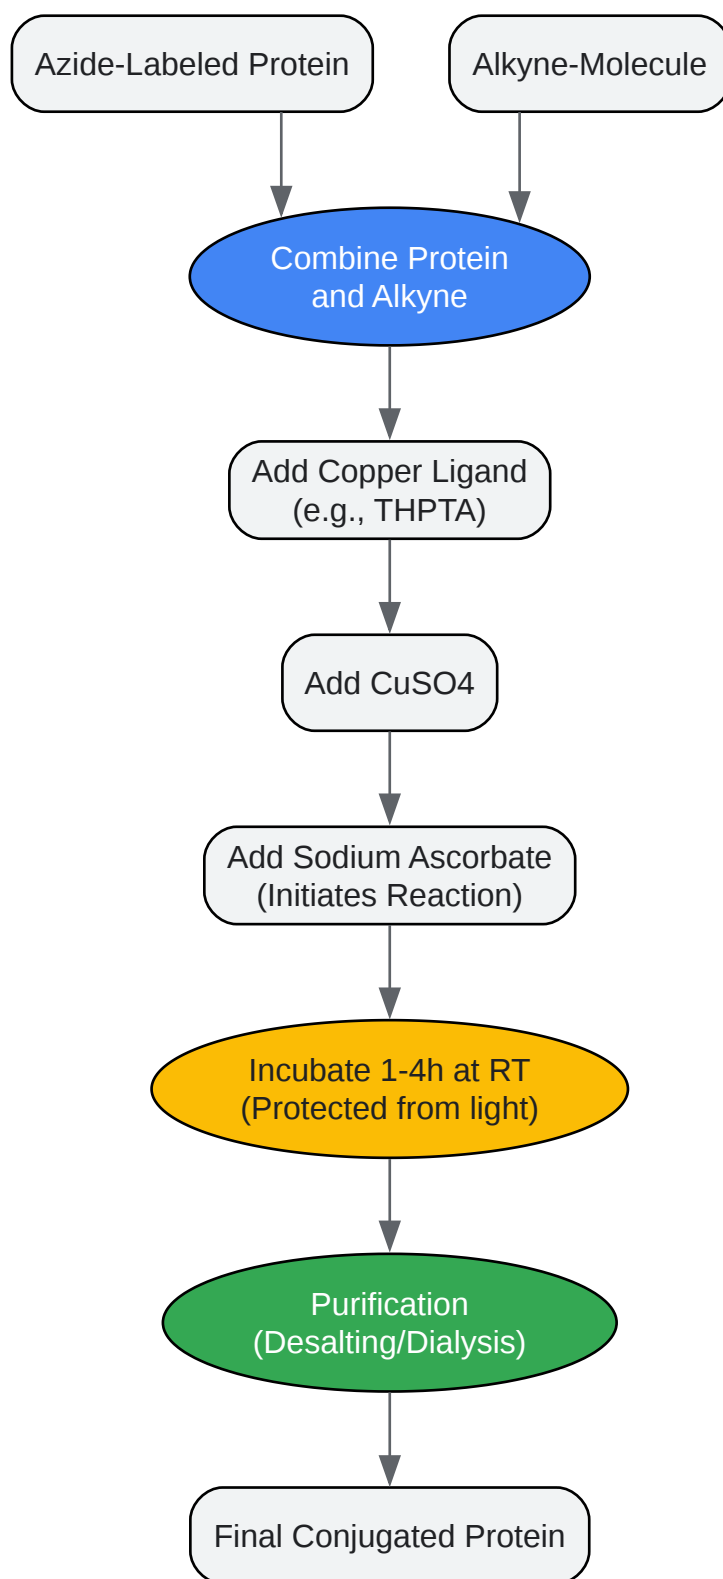 Azide-Labeled Protein
Alkyne-Molecule
Combine Protein
and Alkyne
Add Copper Ligand
(e.g., THPTA)
Add CuSO4
Add Sodium Ascorbate
(Initiates Reaction)
Incubate 1-4h at RT
(Protected from light)
Purification
(Desalting/Dialysis)
Final Conjugated Protein